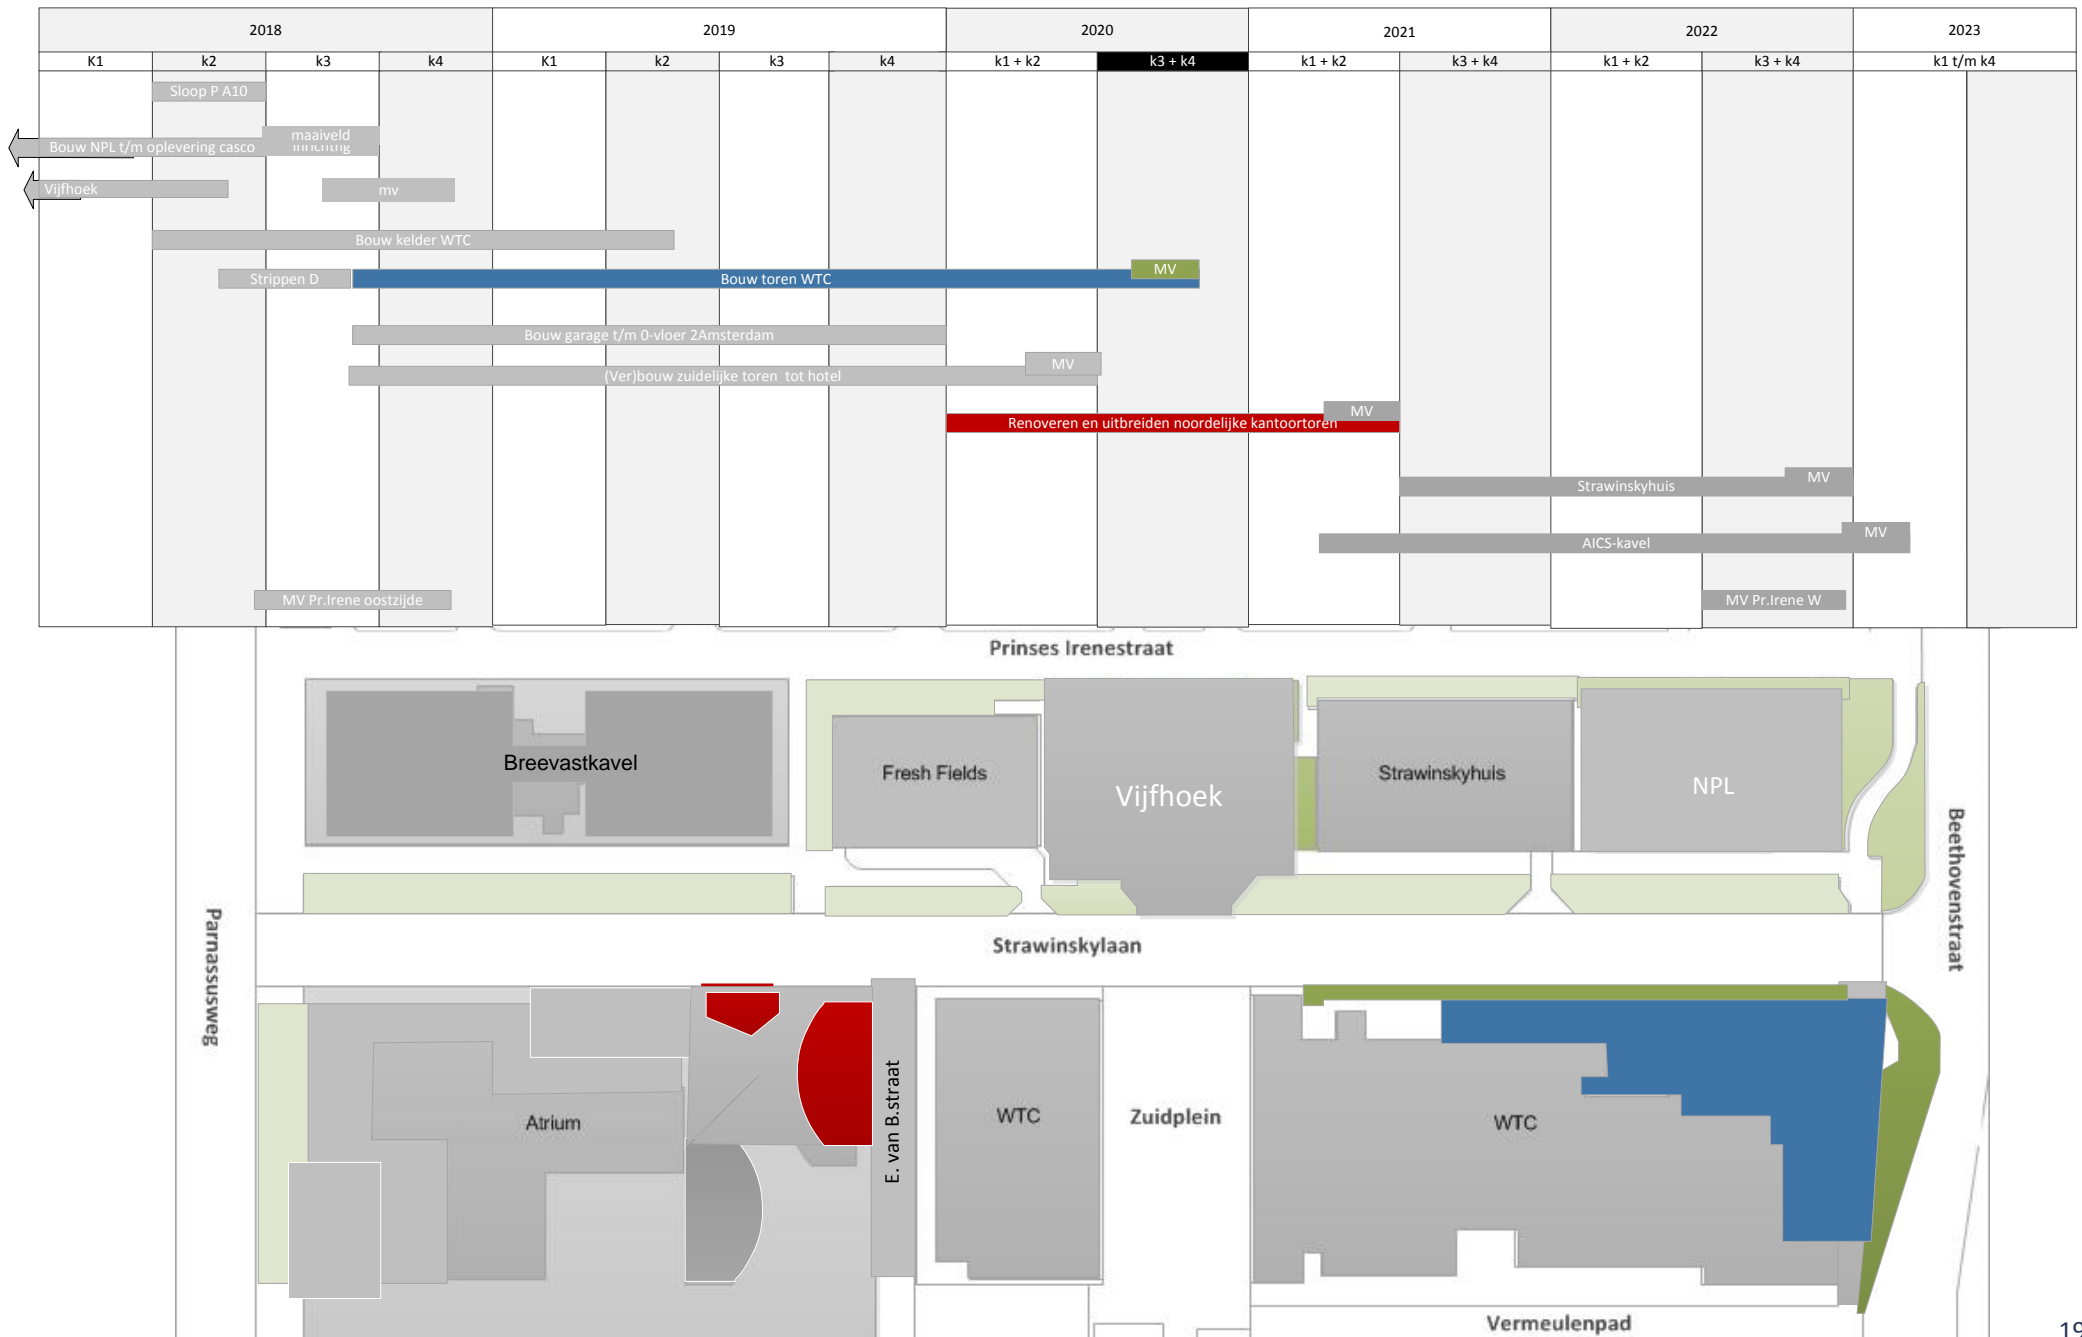 2018 2019 2020 2021 2022 2023
K1 k2 k3 k4 K1 k2 k3 k4 k1 + k2 k3 + k4 k1 + k2 k3 + k4 k1 + k2 k3 + k4 k1 t/m k4
Sloop P A10
maaiveld
Bouw NPL t/m oplevering casco inrichting
Vijfhoek mv
Bouw kelder WTC
MV
Strippen D Bouw toren WTC
Bouw garage t/m 0-vloer 2Amsterdam
MV
(Ver)bouw zuidelijke toren tot hotel
MV
Renoveren en uitbreiden noordelijke kantoortoren
MV
Strawinskyhuis
MV
AICS-kavel
MV Pr.Irene oostzijde MV Pr.Irene W
Prinses Irenestraat
Breevastkavel
Fresh Fields
Vijfhoek
Strawinskyhuis
NPL
Beethovenstraat
Parnassusweg
Strawinskylaan
E. van B.straat
Atrium
WTC
Zuidplein
WTC
Vermeulenpad
19